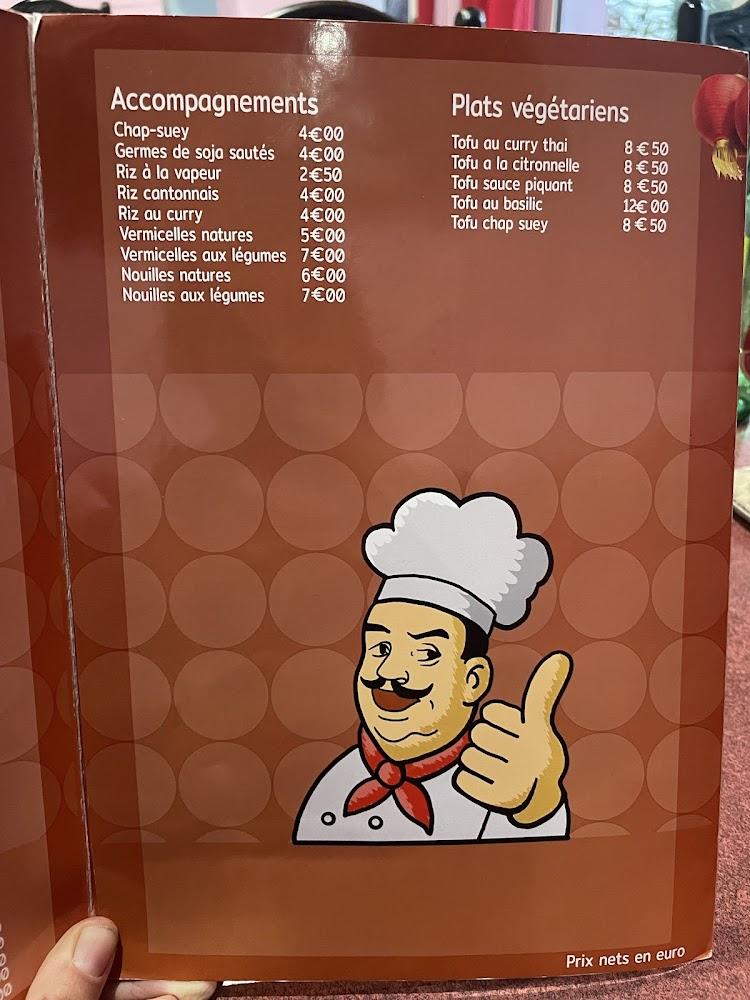 Accompagnements
Chap-suey 4€00
Germes de soja sautés 4€00
Riz à la vapeur 2€50
Riz cantonnais 4€00
Riz au curry 4€00
Vermicelles natures 5€00
Vermicelles aux légumes 7€00
Nouilles natures 6€00
Nouilles aux légumes 7€00
Plats végétariens
Tofu au curry thai 8€50
Tofu a la citronnelle 8€50
Tofu sauce piquant 8€50
Tofu au basilic 12€00
Tofu chap suey 8€50
Prix nets en euro